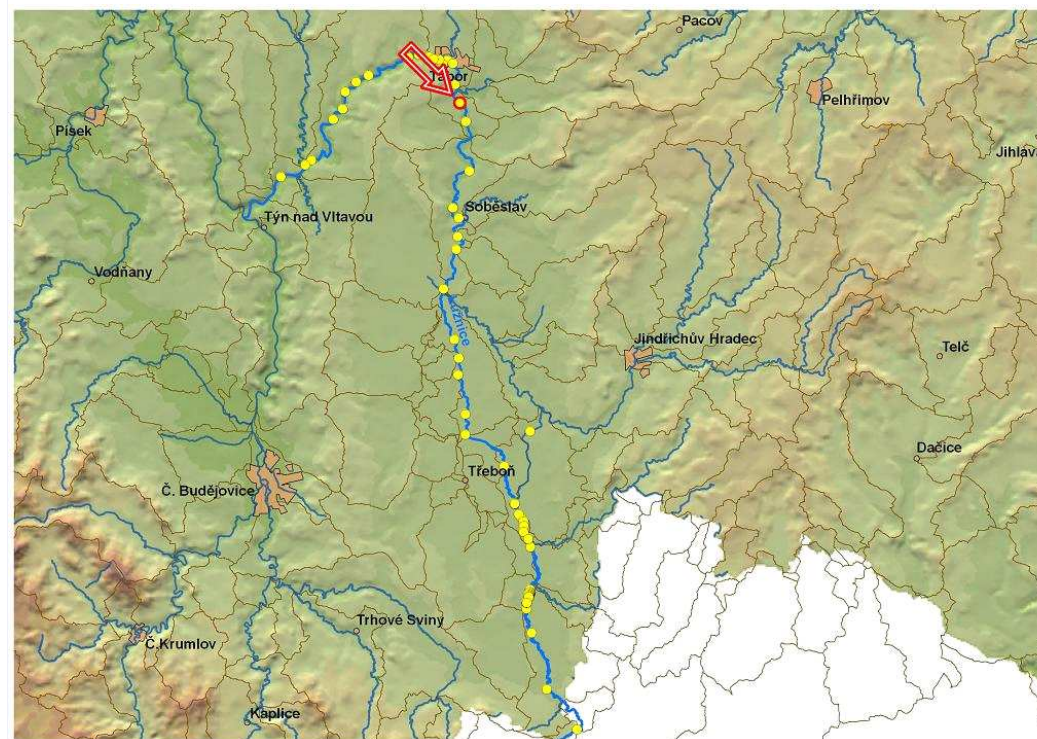 Pacov
Tábor
Pelhřimov
Písek
Jihlava
Soběslav
Týn nad Vltavou
Vodňany
Lužnice
Jindřichův Hradec
Telč
Dačice
Třeboň
Č. Budějovice
Trhové Sviny
Č.Krumlov
Kaplice